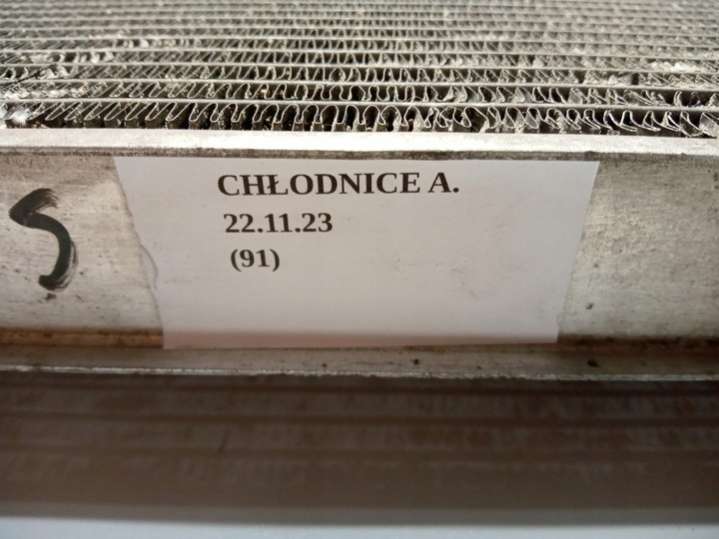 5
CHŁODNICE A.
22.11.23
(91)